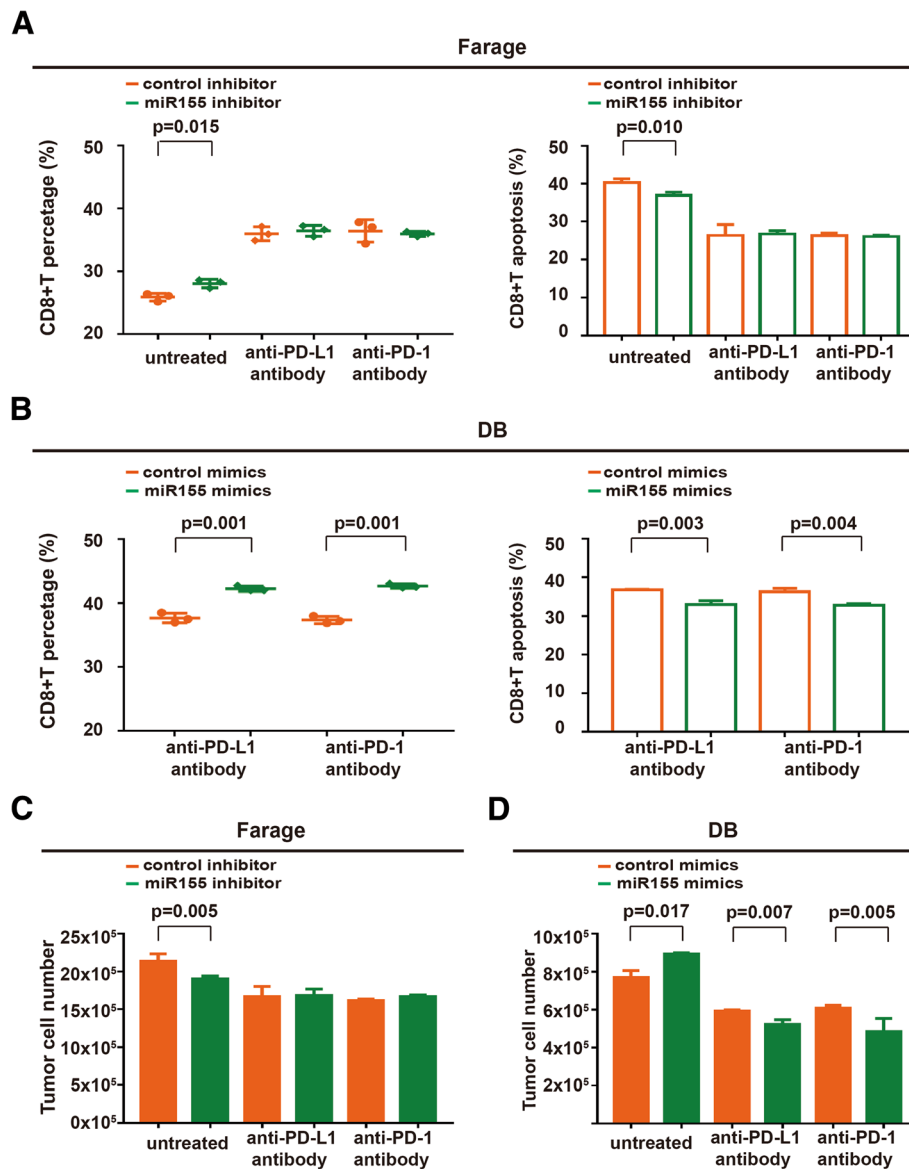 A
Farage
control inhibitor
miR155 inhibitor
p=0.015
CD8+T percetage (%)
50
40
30
20
untreated
anti-PD-L1
antibody
anti-PD-1
antibody
control inhibitor
miR155 inhibitor
p=0.010
CD8+T apoptosis (%)
50
40
30
20
10
0
untreated
anti-PD-L1
antibody
anti-PD-1
antibody
B
DB
control mimics
miR155 mimics
p=0.001
p=0.001
CD8+T percetage (%)
50
40
30
20
anti-PD-L1
antibody
anti-PD-1
antibody
control mimics
miR155 mimics
p=0.003
p=0.004
CD8+T apoptosis (%)
50
40
30
20
10
0
anti-PD-L1
antibody
anti-PD-1
antibody
C
Farage
control inhibitor
miR155 inhibitor
p=0.005
Tumor cell number
25x10⁵
20x10⁵
15x10⁵
10x10⁵
5x10⁵
0x10⁵
untreated
anti-PD-L1
antibody
anti-PD-1
antibody
D
DB
control mimics
miR155 mimics
p=0.017
p=0.007
p=0.005
Tumor cell number
10x10⁵
8x10⁵
6x10⁵
4x10⁵
2x10⁵
untreated
anti-PD-L1
antibody
anti-PD-1
antibody